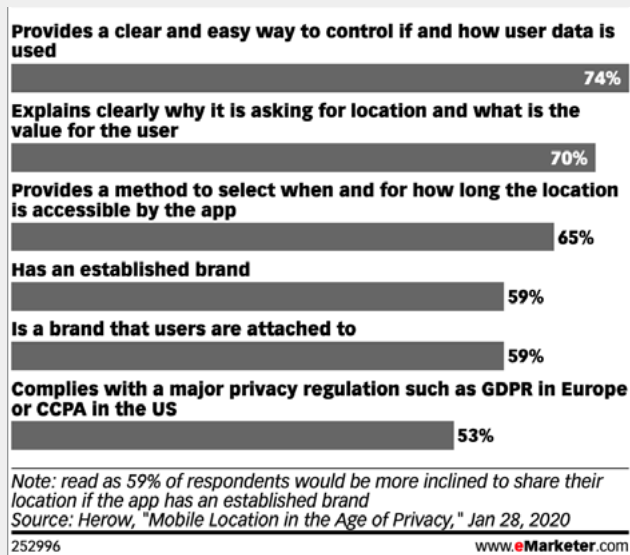 Provides a clear and easy way to control if and how user data is
used
74%
Explains clearly why it is asking for location and what is the
value for the user
70%
Provides a method to select when and for how long the location
is accessible by the app
65%
Has an established brand
59%
Is a brand that users are attached to
59%
Complies with a major privacy regulation such as GDPR in Europe
or CCPA in the US
53%
Note: read as 59% of respondents would be more inclined to share their
location if the app has an established brand
Source: Herow, "Mobile Location in the Age of Privacy," Jan 28, 2020
252996 www.eMarketer.com